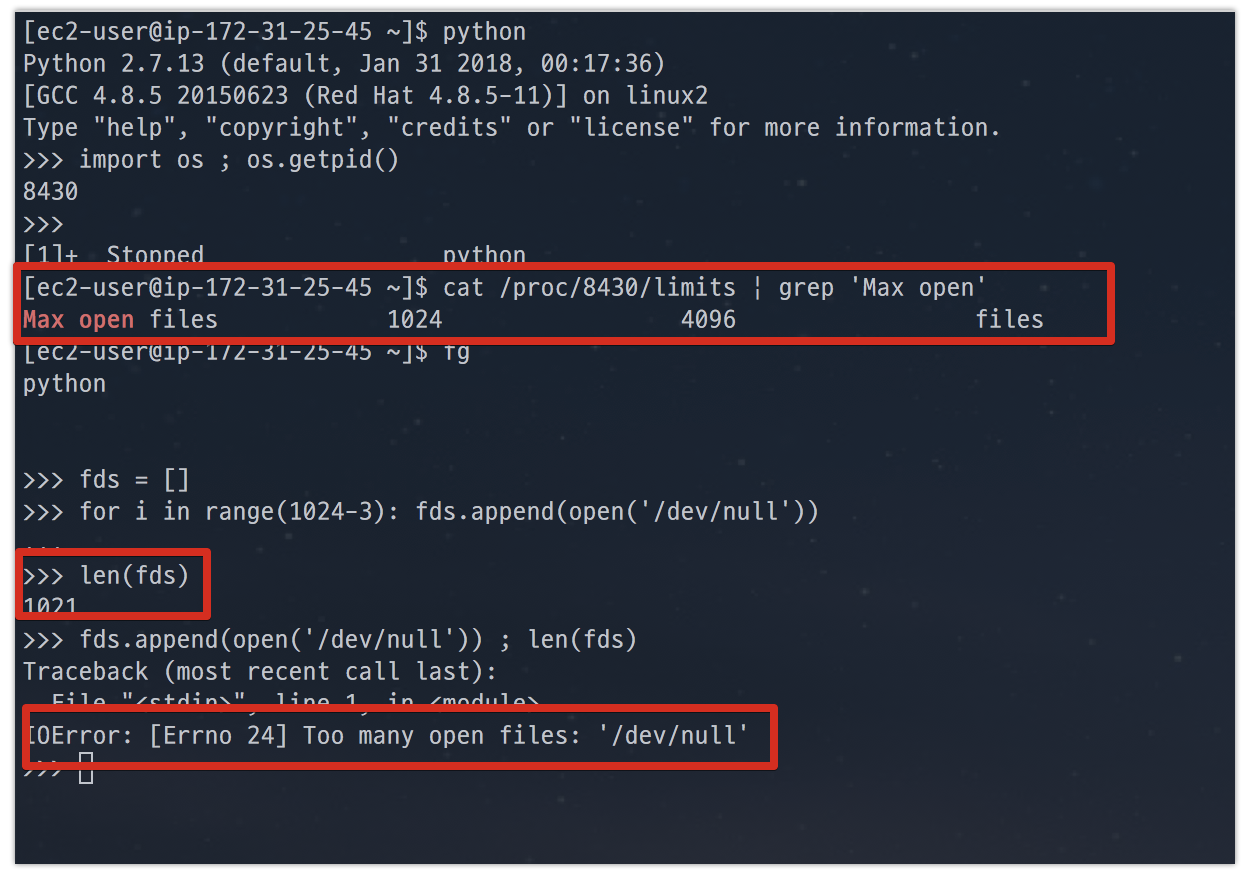 [ec2-user@ip-172-31-25-45 ~]$ python
Python 2.7.13 (default, Jan 31 2018, 00:17:36)
[GCC 4.8.5 20150623 (Red Hat 4.8.5-11)] on linux2
Type "help", "copyright", "credits" or "license" for more information.
>>> import os ; os.getpid()
8430
>>>
[1]+  Stopped                 python
[ec2-user@ip-172-31-25-45 ~]$ cat /proc/8430/limits | grep 'Max open'
Max open files            1024                 4096                 files
[ec2-user@ip-172-31-25-45 ~]$ fg
python
>>> fds = []
>>> for i in range(1024-3): fds.append(open('/dev/null'))
...
>>> len(fds)
1021
>>> fds.append(open('/dev/null')) ; len(fds)
Traceback (most recent call last):
  File "<stdin>", line 1, in <module>
IOError: [Errno 24] Too many open files: '/dev/null'
>>>